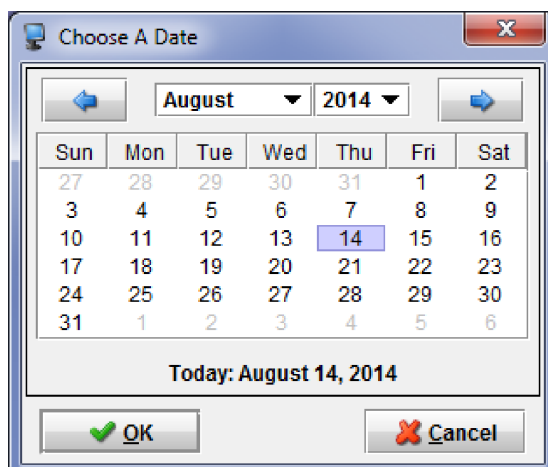 Choose A Date
August 2014
Sun Mon Tue Wed Thu Fri Sat
27 28 29 30 31 1 2
3 4 5 6 7 8 9
10 11 12 13 14 15 16
17 18 19 20 21 22 23
24 25 26 27 28 29 30
31 1 2 3 4 5 6
Today: August 14, 2014
OK Cancel